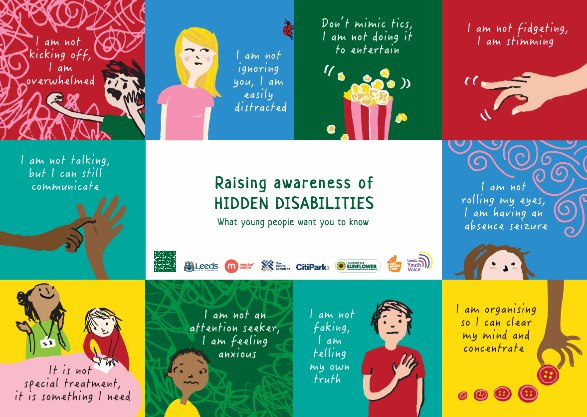 I am not
kicking off,
I am
overwhelmed
I am not
ignoring
you, I am
easily
distracted
Don't mimic tics,
I am not doing it
to entertain
I am not fidgeting,
I am stimming
I am not talking,
but I can still
communicate
Raising awareness of
HIDDEN DISABILITIES
What young people want you to know
Leeds
CitiPark
SUNFLOWER
Leeds
Youth
Voice
I am not
rolling my eyes,
I am having an
absence seizure
It is not
special treatment,
it is something I need
I am not an
attention seeker,
I am feeling
anxious
I am not
faking,
I am
telling
my own
truth
I am organising
so I can clear
my mind and
concentrate